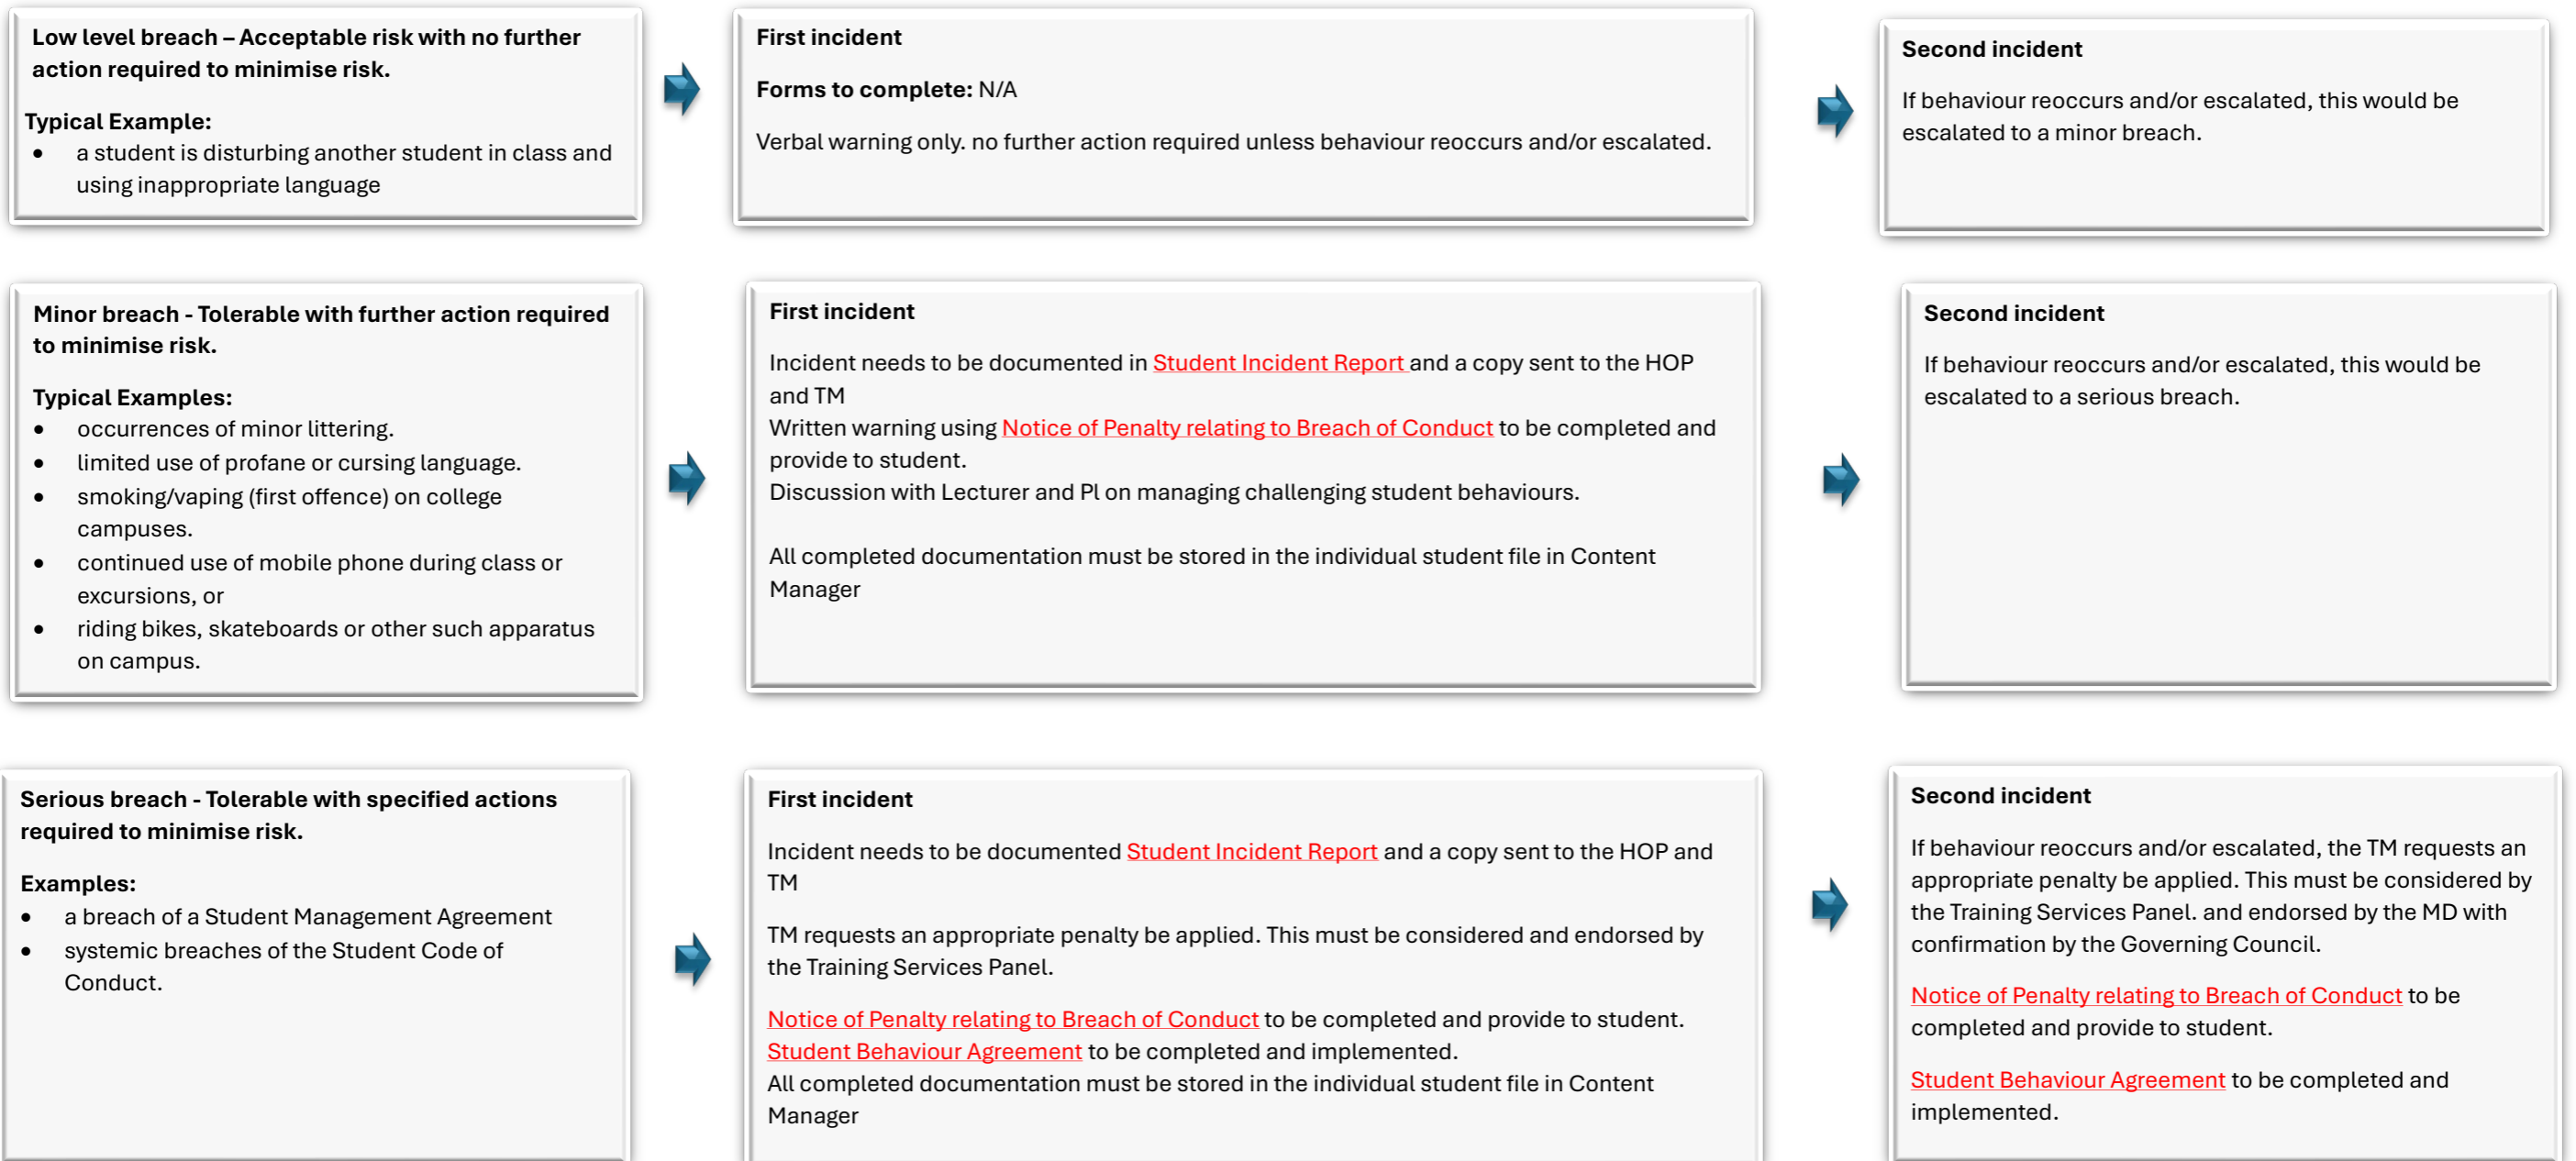 Low level breach – Acceptable risk with no further
action required to minimise risk.
Typical Example:
• a student is disturbing another student in class and
using inappropriate language
First incident
Forms to complete: N/A
Verbal warning only. no further action required unless behaviour reoccurs and/or escalated.
Second incident
If behaviour reoccurs and/or escalated, this would be
escalated to a minor breach.
Minor breach - Tolerable with further action required
to minimise risk.
Typical Examples:
• occurrences of minor littering.
• limited use of profane or cursing language.
• smoking/vaping (first offence) on college
campuses.
• continued use of mobile phone during class or
excursions, or
• riding bikes, skateboards or other such apparatus
on campus.
First incident
Incident needs to be documented in Student Incident Report and a copy sent to the HOP
and TM
Written warning using Notice of Penalty relating to Breach of Conduct to be completed and
provide to student.
Discussion with Lecturer and Pl on managing challenging student behaviours.
All completed documentation must be stored in the individual student file in Content
Manager
Second incident
If behaviour reoccurs and/or escalated, this would be
escalated to a serious breach.
Serious breach - Tolerable with specified actions
required to minimise risk.
Examples:
• a breach of a Student Management Agreement
• systemic breaches of the Student Code of
Conduct.
First incident
Incident needs to be documented Student Incident Report and a copy sent to the HOP and
TM
TM requests an appropriate penalty be applied. This must be considered and endorsed by
the Training Services Panel.
Notice of Penalty relating to Breach of Conduct to be completed and provide to student.
Student Behaviour Agreement to be completed and implemented.
All completed documentation must be stored in the individual student file in Content
Manager
Second incident
If behaviour reoccurs and/or escalated, the TM requests an
appropriate penalty be applied. This must be considered by
the Training Services Panel. and endorsed by the MD with
confirmation by the Governing Council.
Notice of Penalty relating to Breach of Conduct to be
completed and provide to student.
Student Behaviour Agreement to be completed and
implemented.